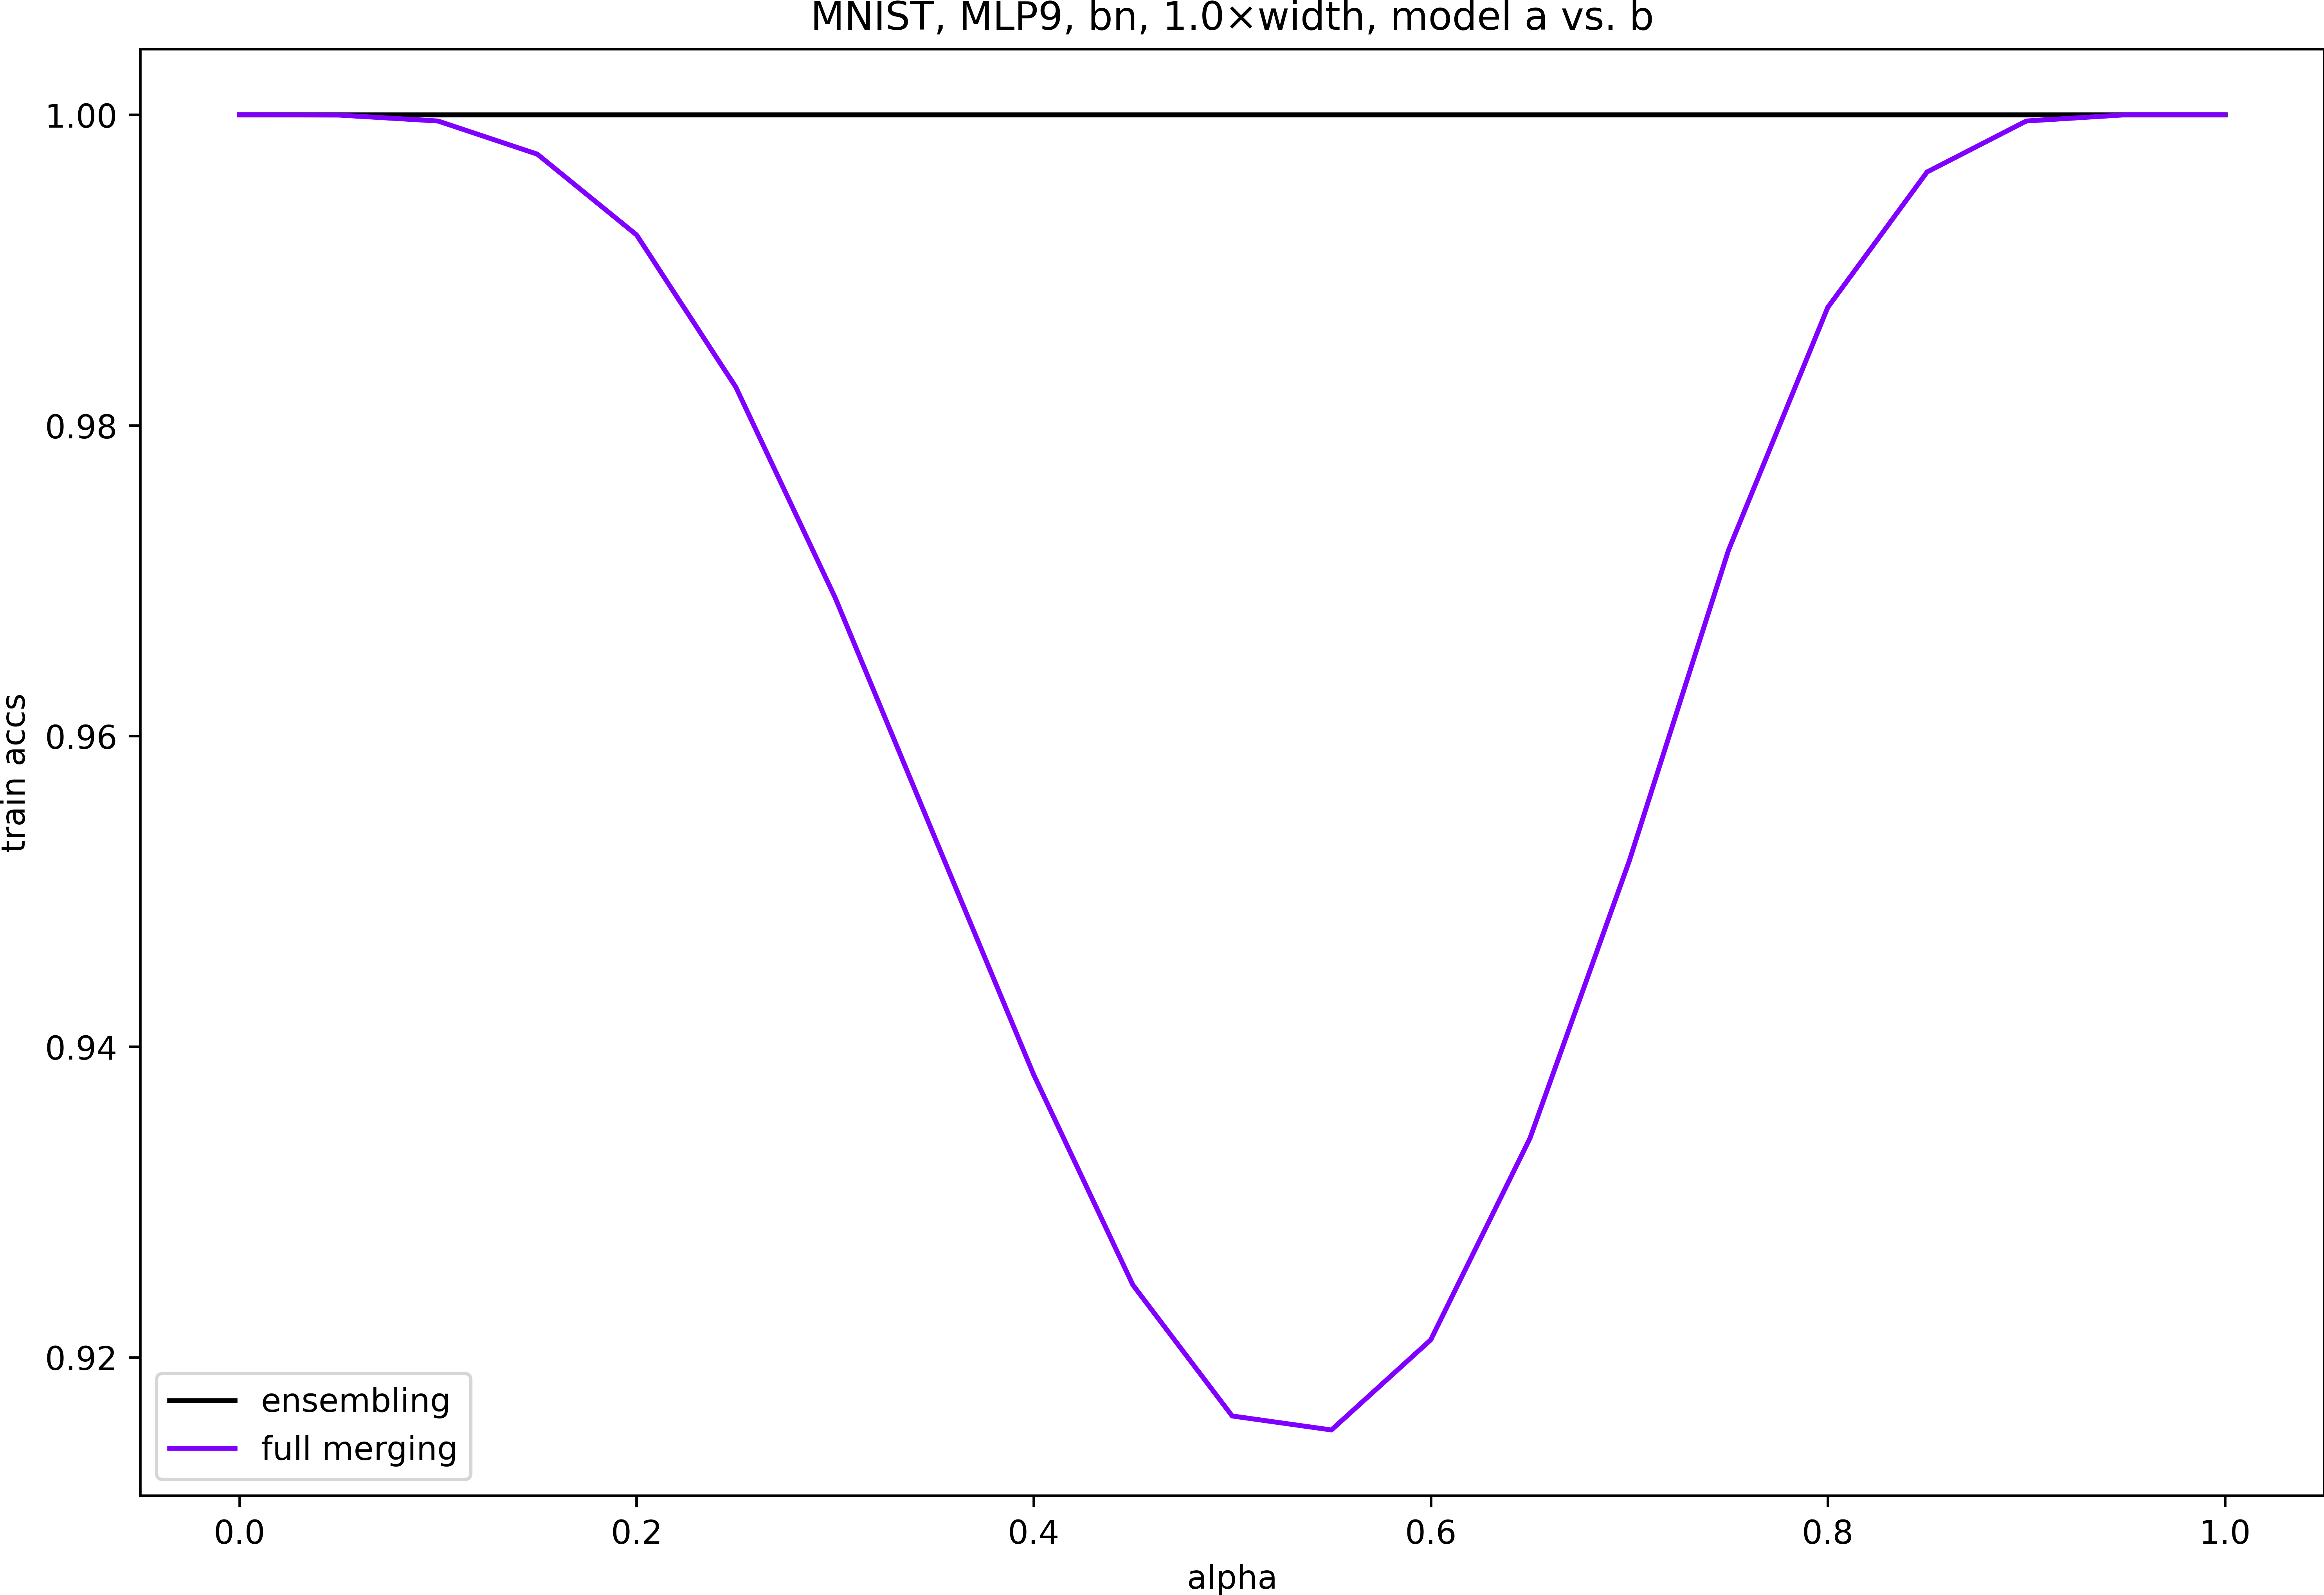 MNIST, MLP9, bn, 1.0×width, model a vs. b
1.00
0.98
0.96
0.94
0.92
train accs
ensembling
full merging
0.0 0.2 0.4 0.6 0.8 1.0
alpha